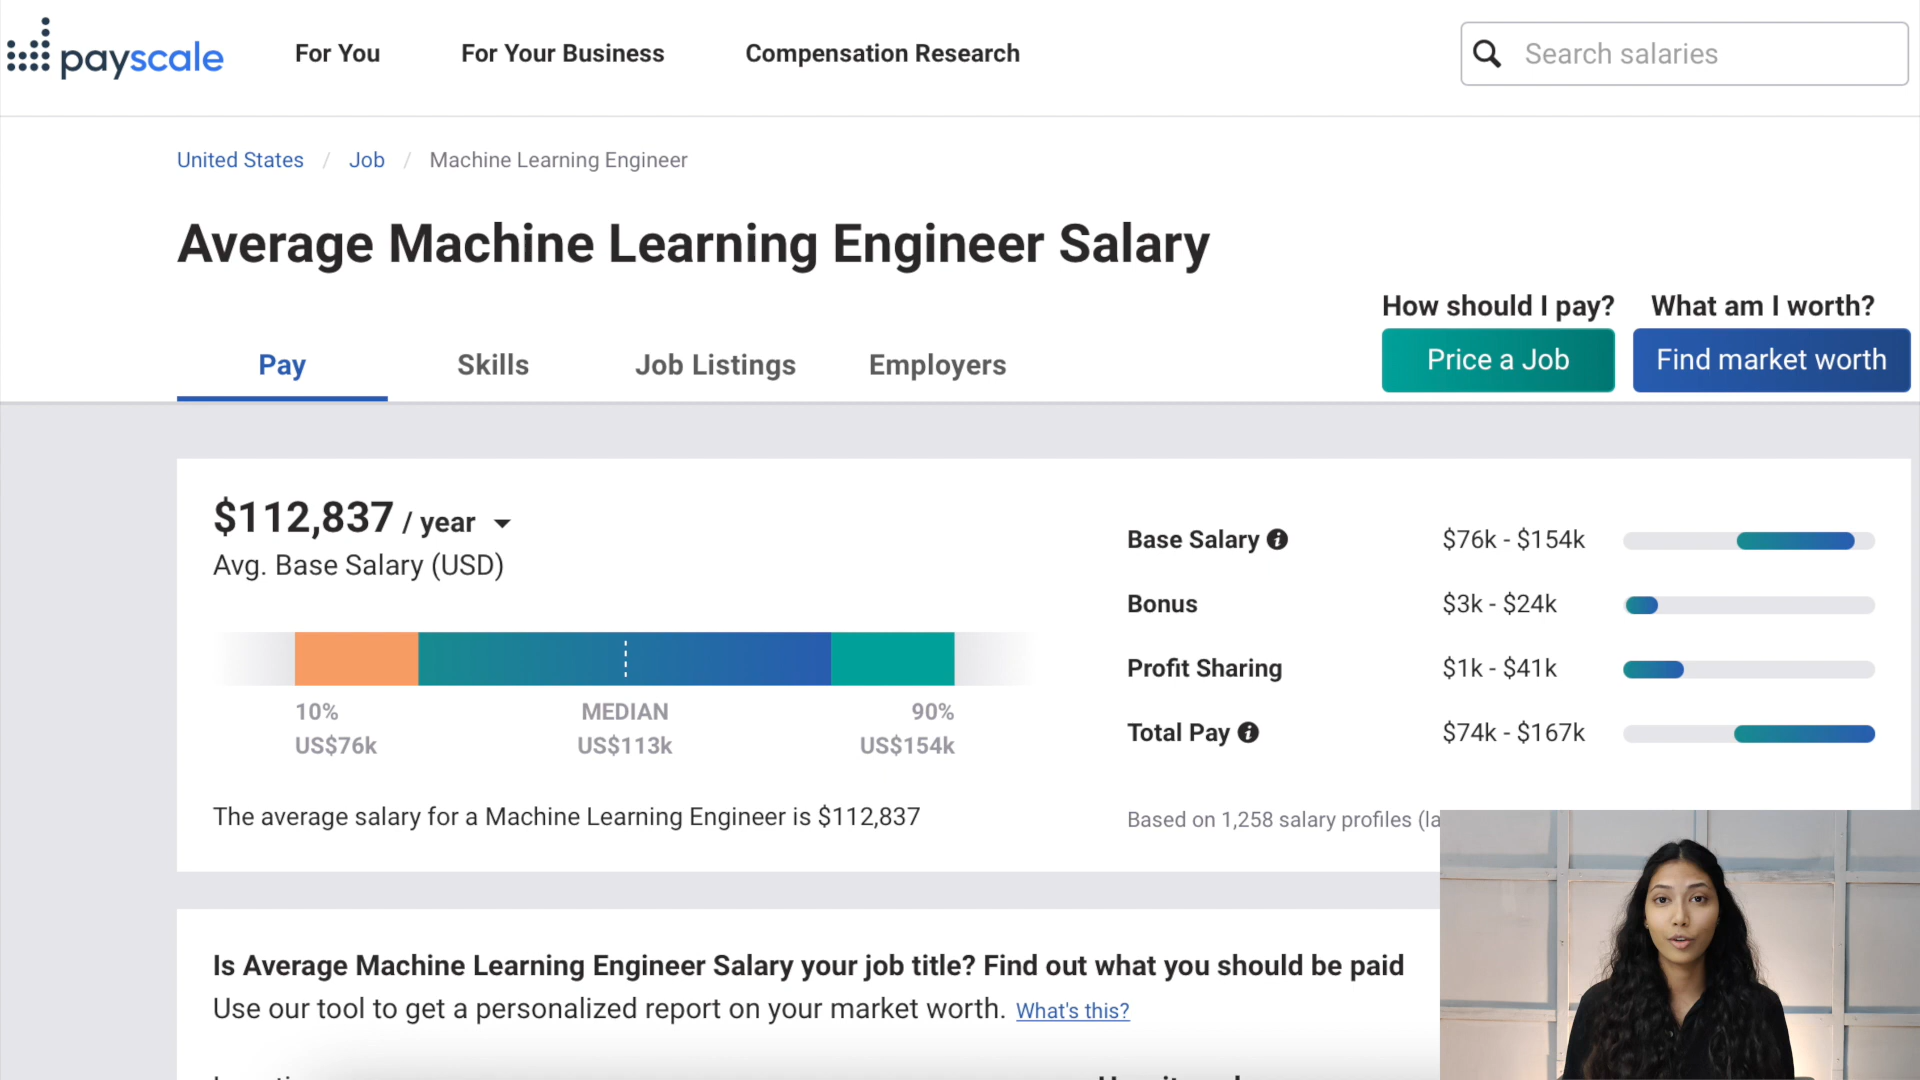 payscale
For You
For Your Business
Compensation Research
Search salaries
United States / Job / Machine Learning Engineer
Average Machine Learning Engineer Salary
How should I pay?
What am I worth?
Pay
Skills
Job Listings
Employers
Price a Job
Find market worth
$112,837 / year
Avg. Base Salary (USD)
10%
MEDIAN
90%
US$76k
US$113k
US$154k
The average salary for a Machine Learning Engineer is $112,837
Base Salary
$76k - $154k
Bonus
$3k - $24k
Profit Sharing
$1k - $41k
Total Pay
$74k - $167k
Based on 1,258 salary profiles (la
Is Average Machine Learning Engineer Salary your job title? Find out what you should be paid
Use our tool to get a personalized report on your market worth. What's this?